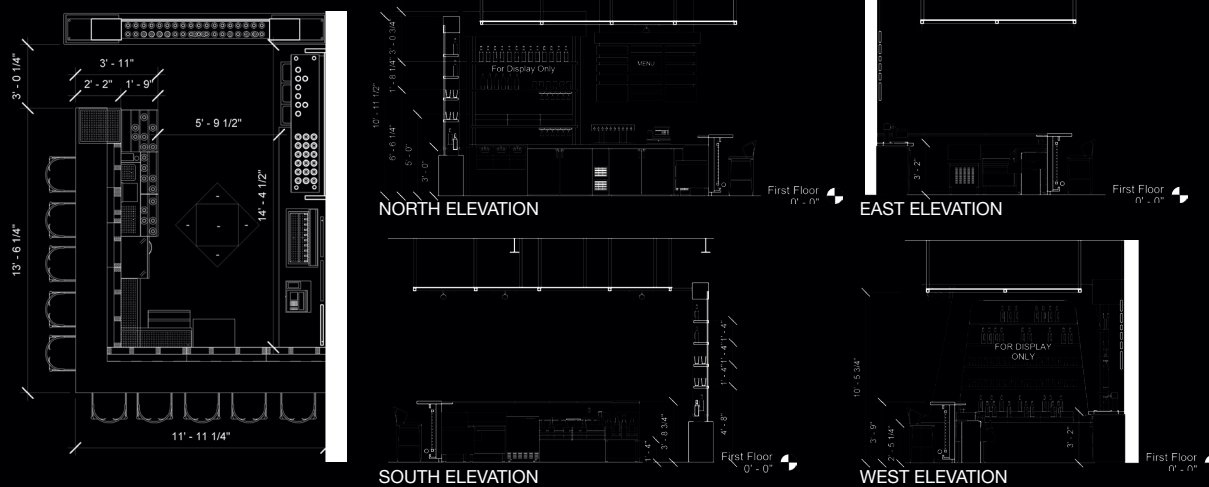 3' - 0 1/4"
3' - 11"
2' - 2"
1' - 9"
5' - 9 1/2"
14' - 4 1/2"
13' - 6 1/4"
11' - 11 1/4"
3' - 0 3/4"
1' - 8 1/4"
10' - 11 1/2"
6' - 6 1/4"
5' - 0"
3' - 0"
For Display Only
MENU
First Floor
0' - 0"
NORTH ELEVATION
3' - 2"
First Floor
0' - 0"
EAST ELEVATION
1' - 4"
1' - 4"
1' - 4"
1' - 4"
4' - 8"
3' - 8 3/4"
1' - 4"
First Floor
0' - 0"
SOUTH ELEVATION
FOR DISPLAY
ONLY
10' - 5 3/4"
3' - 9"
2' - 5 1/4"
3' - 2"
First Floor
0' - 0"
WEST ELEVATION